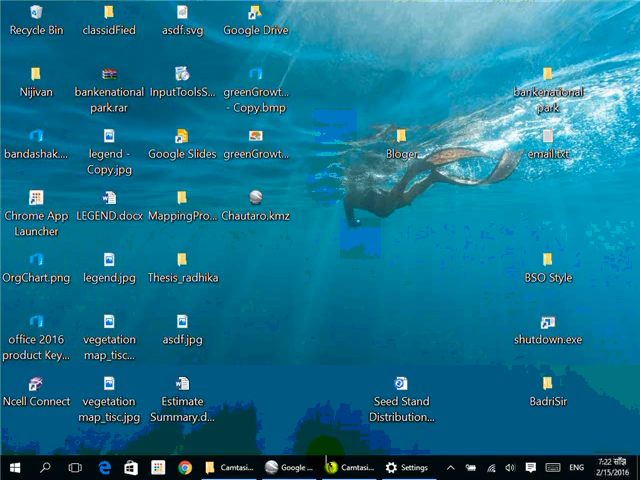 Recycle Bin
classidFied
asdf.svg
Google Drive
Nijivan
bankenational
park.rar
InputToolsS...
greenGrowt...
- Copy.bmp
bankenational
park
bandashak....
legend -
Copy.jpg
Google Slides
greenGrowt...
Bloger
email.txt
Chrome App
Launcher
LEGEND.docx
MappingPro...
Chautaro.kmz
OrgChart.png
legend.jpg
Thesis_radhika
BSO Style
office 2016
product Key...
vegetation
map_tisc...
asdf.jpg
shutdown.exe
Ncell Connect
vegetation
map_tisc.jpg
Estimate
Summary.d...
Seed Stand
Distribution...
BadriSir
Camtasi...
Google ...
Camtasi...
Settings
ENG
7:22 साँझ
2/15/2016